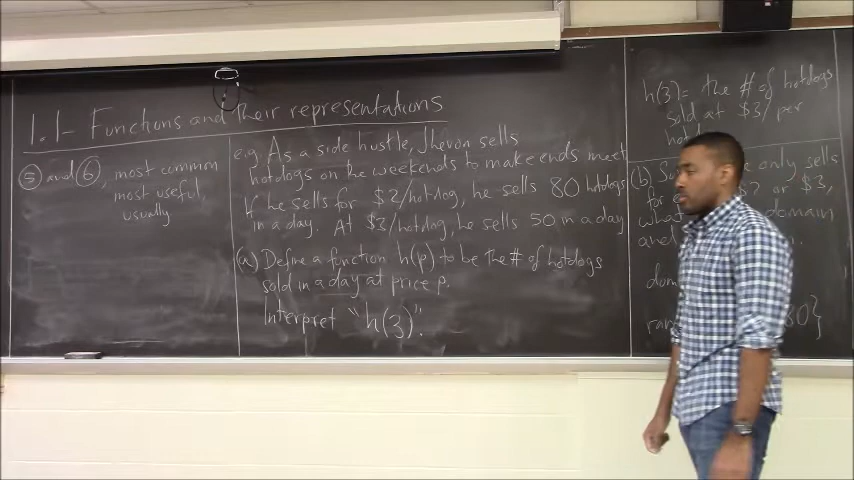 1.1 - Functions and their representations
⑤ and ⑥, most common
most useful,
usually
e.g. As a side hustle, Jhevon sells
hotdogs on the weekends to make ends meet
If he sells for $2/hotdog, he sells 80 hotdogs
in a day. At $3/hotdog, he sells 50 in a day
(a) Define a function h(p) to be the # of hotdogs
sold in a day at price p.
Interpret "h(3)".
h(3) = the # of hotdogs
sold at $3/per
(b) only sells
$2 or $3,
domain
and
80}